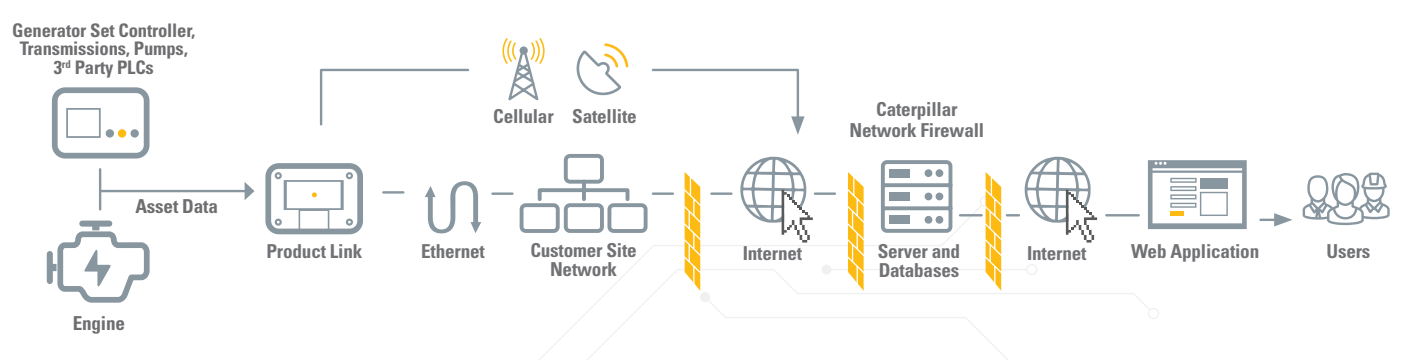 Generator Set Controller,
Transmissions, Pumps,
3rd Party PLCs
Cellular
Satellite
Caterpillar
Network Firewall
Asset Data
Product Link
Ethernet
Customer Site
Network
Internet
Server and
Databases
Internet
Web Application
Users
Engine